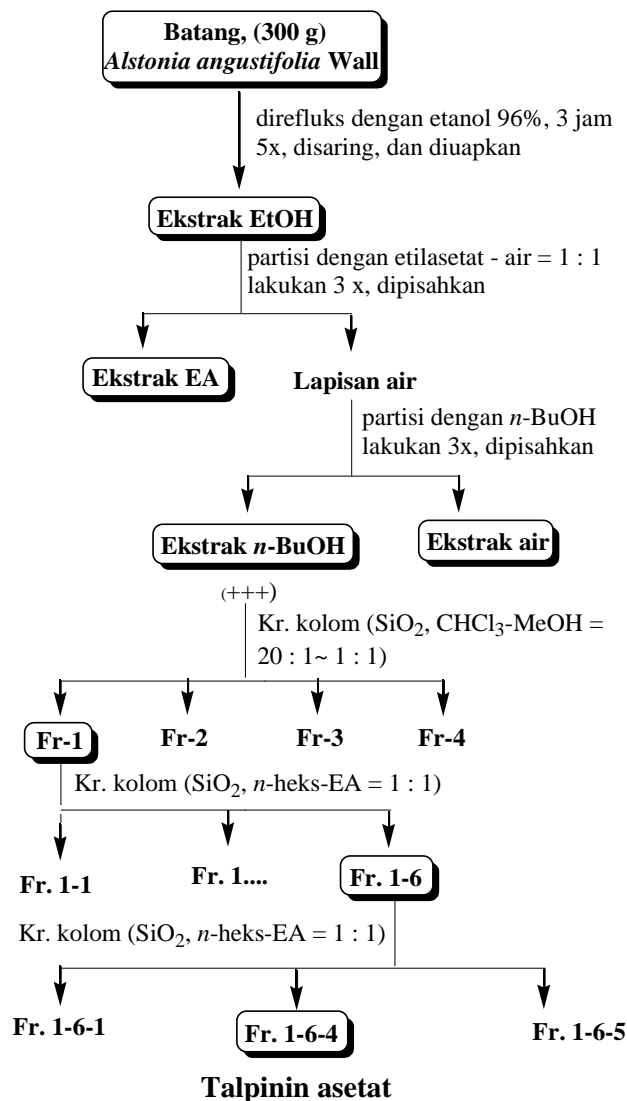 Batang, (300 g)
Alstonia angustifolia Wall
direfluks dengan etanol 96%, 3 jam
5x, disaring, dan diuapkan
Ekstrak EtOH
partisi dengan etilasetat - air = 1 : 1
lakukan 3 x, dipisahkan
Ekstrak EA
Lapisan air
partisi dengan n-BuOH
lakukan 3x, dipisahkan
Ekstrak n-BuOH
Ekstrak air
(+++)
Kr. kolom (SiO₂, CHCl₃-MeOH =
20 : 1~ 1 : 1)
Fr-1
Fr-2
Fr-3
Fr-4
Kr. kolom (SiO₂, n-heks-EA = 1 : 1)
Fr. 1-1
Fr. 1....
Fr. 1-6
Kr. kolom (SiO₂, n-heks-EA = 1 : 1)
Fr. 1-6-1
Fr. 1-6-4
Fr. 1-6-5
Talpinin asetat